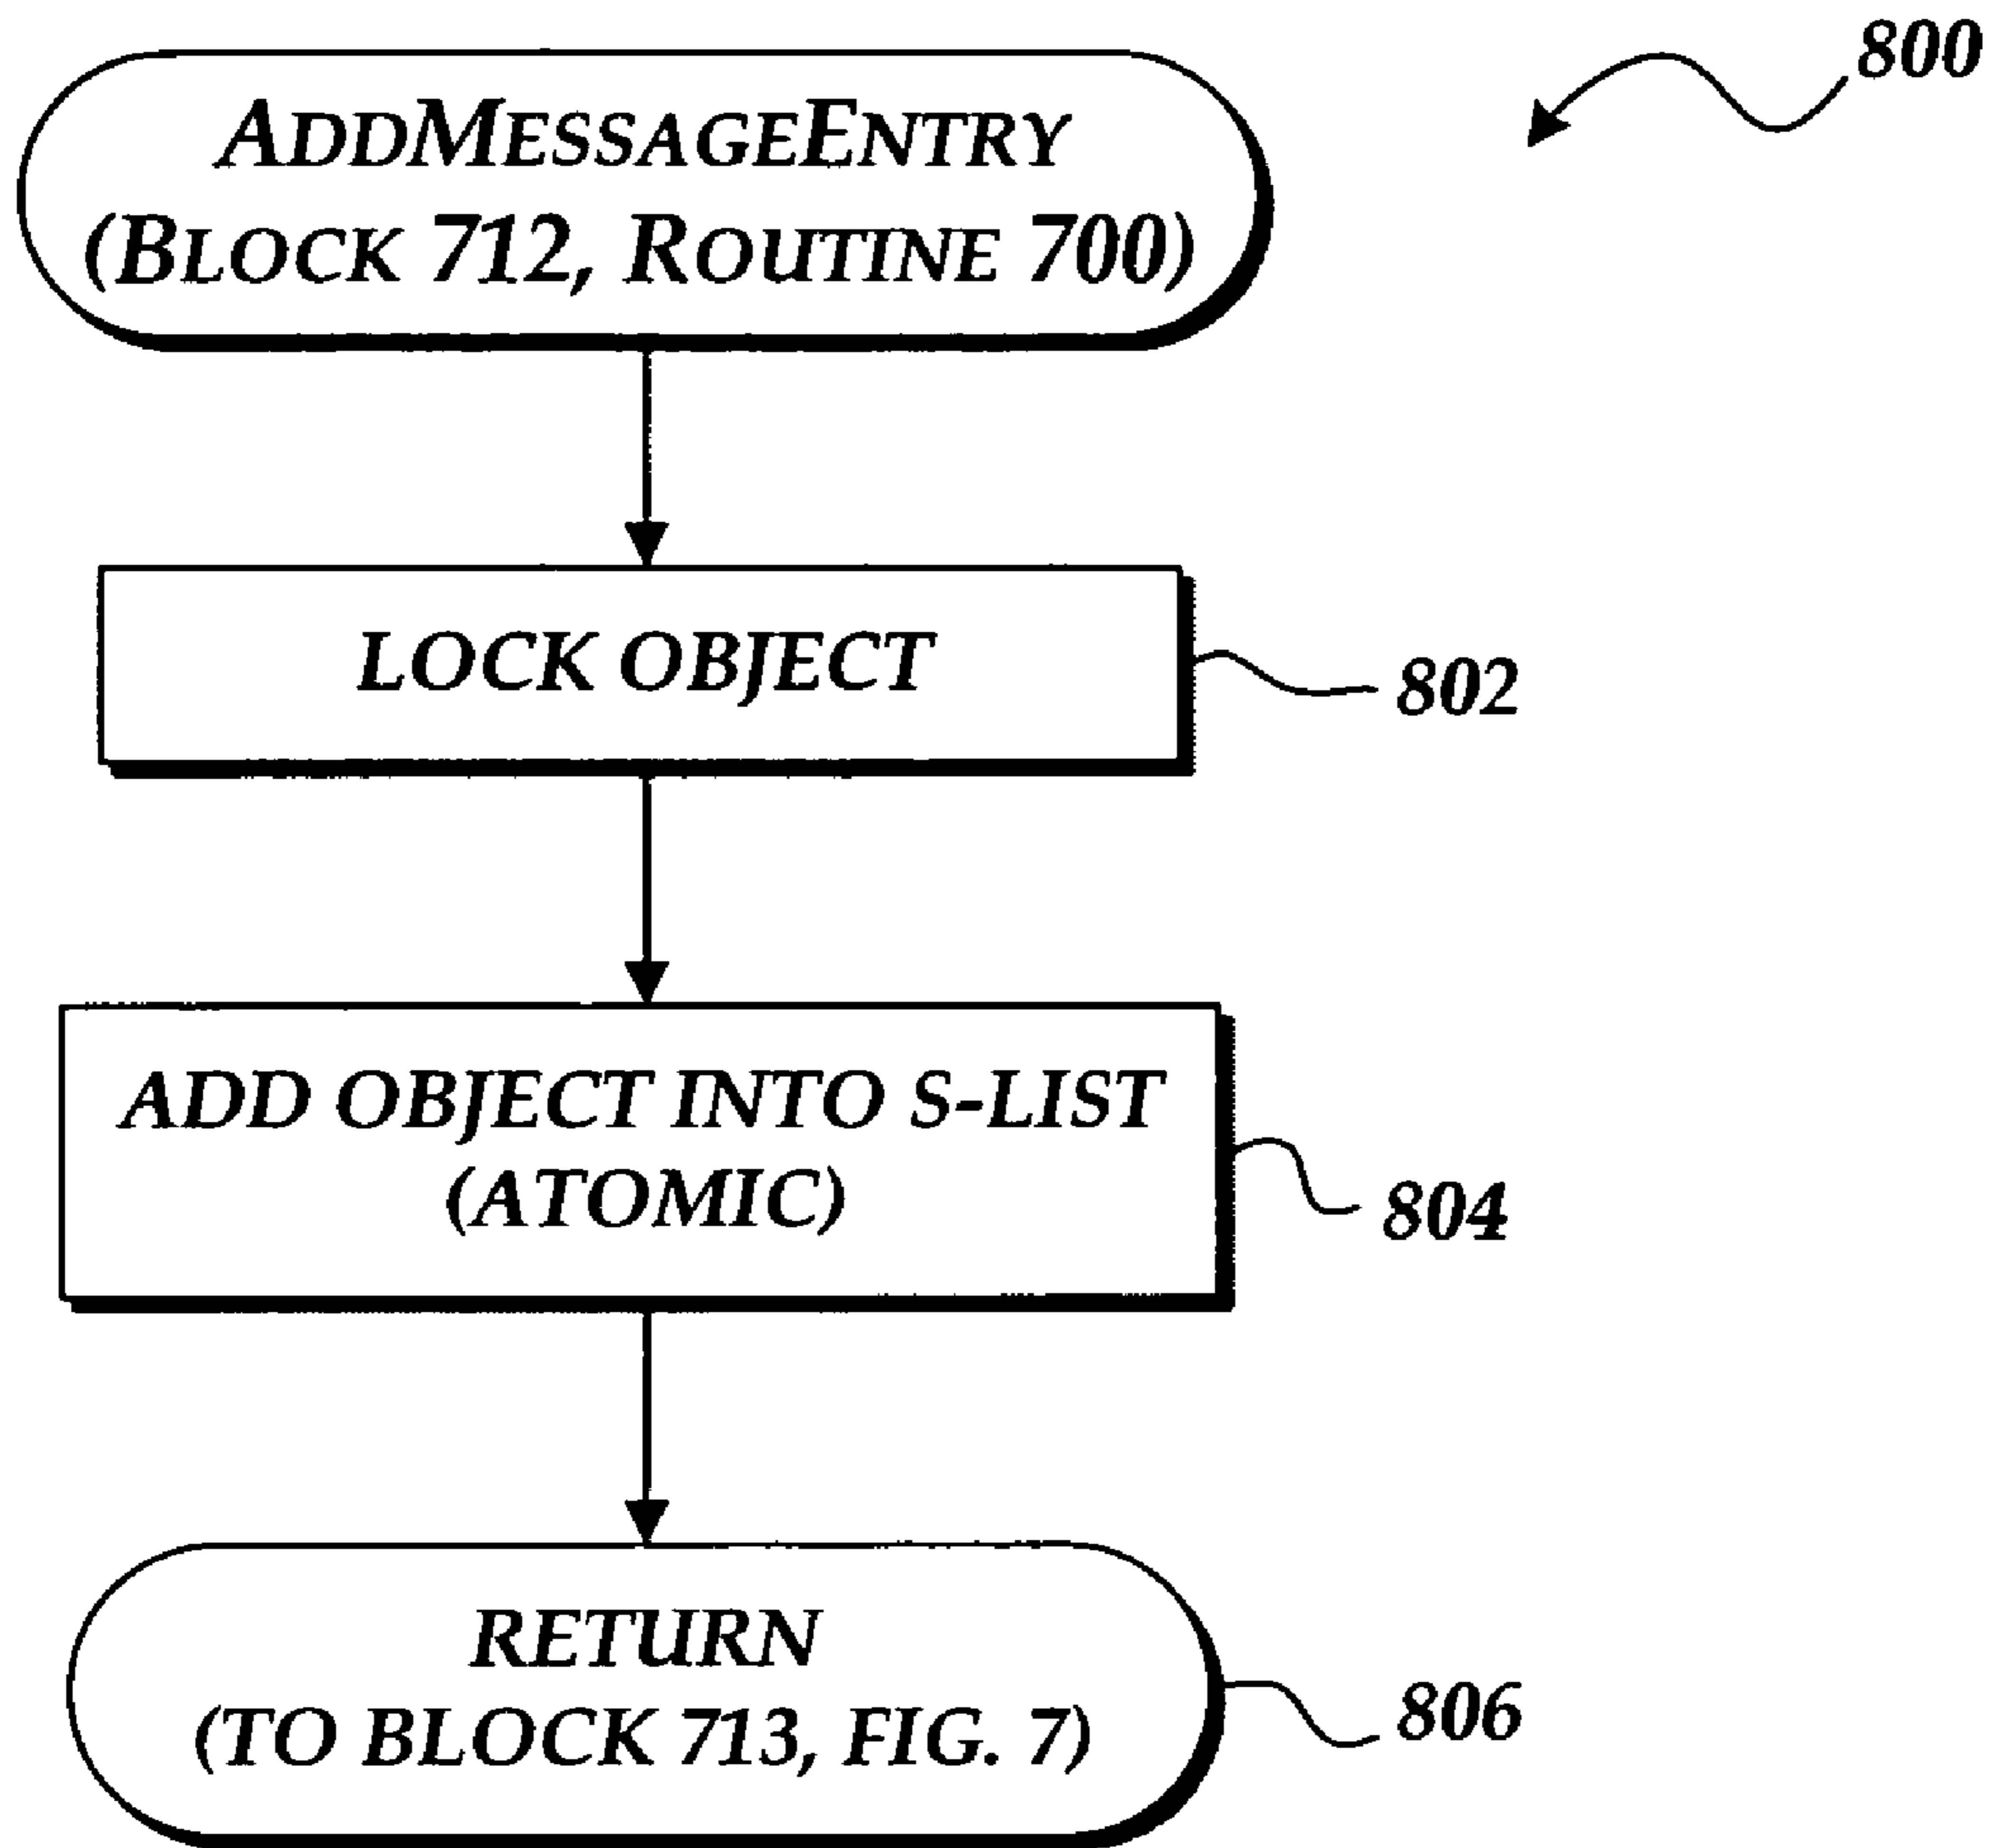 800
ADDMESSAGEENTRY
(BLOCK 712, ROUTINE 700)
LOCK OBJECT
802
ADD OBJECT INTO S-LIST
(ATOMIC)
804
RETURN
(TO BLOCK 713, FIG. 7)
806